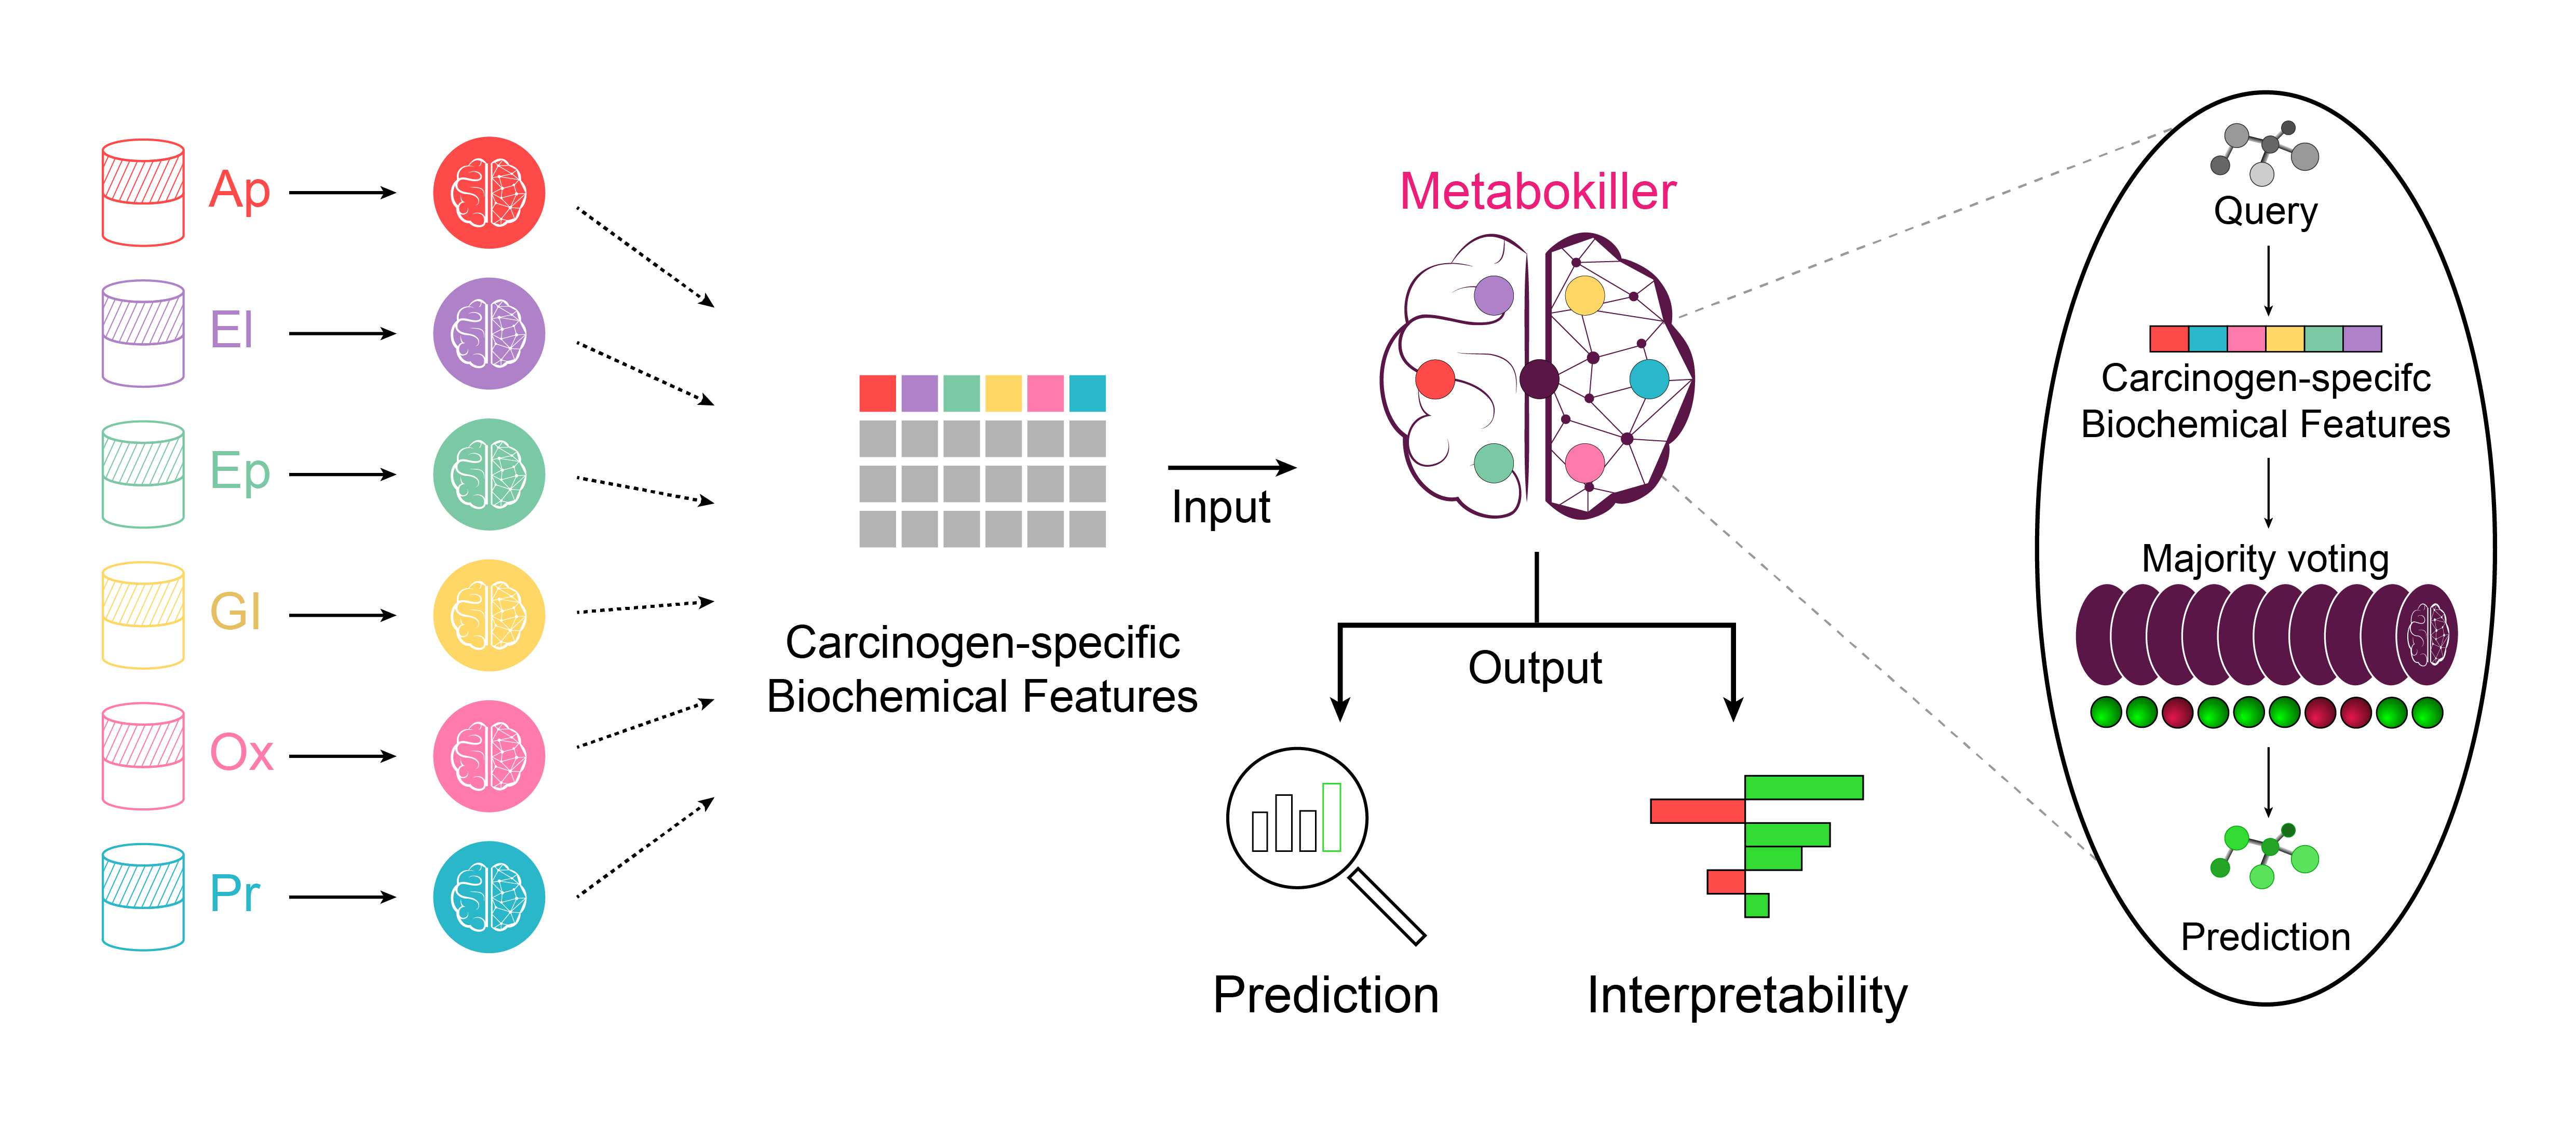 Ap
El
Ep
Gl
Ox
Pr
Carcinogen-specific
Biochemical Features
Input
Metabokiller
Output
Prediction
Interpretability
Query
Carcinogen-specifc
Biochemical Features
Majority voting
Prediction